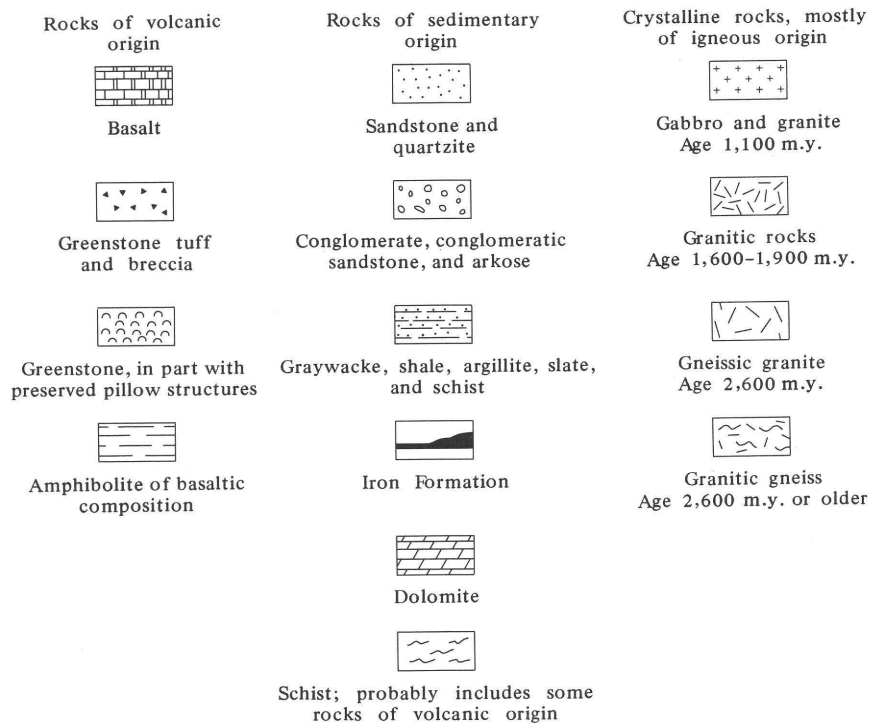 Rocks of volcanic
origin
Basalt
Greenstone tuff
and breccia
Greenstone, in part with
preserved pillow structures
Amphibolite of basaltic
composition
Rocks of sedimentary
origin
Sandstone and
quartzite
Conglomerate, conglomeratic
sandstone, and arkose
Graywacke, shale, argillite, slate,
and schist
Iron Formation
Dolomite
Schist; probably includes some
rocks of volcanic origin
Crystalline rocks, mostly
of igneous origin
Gabbro and granite
Age 1,100 m.y.
Granitic rocks
Age 1,600–1,900 m.y.
Gneissic granite
Age 2,600 m.y.
Granitic gneiss
Age 2,600 m.y. or older